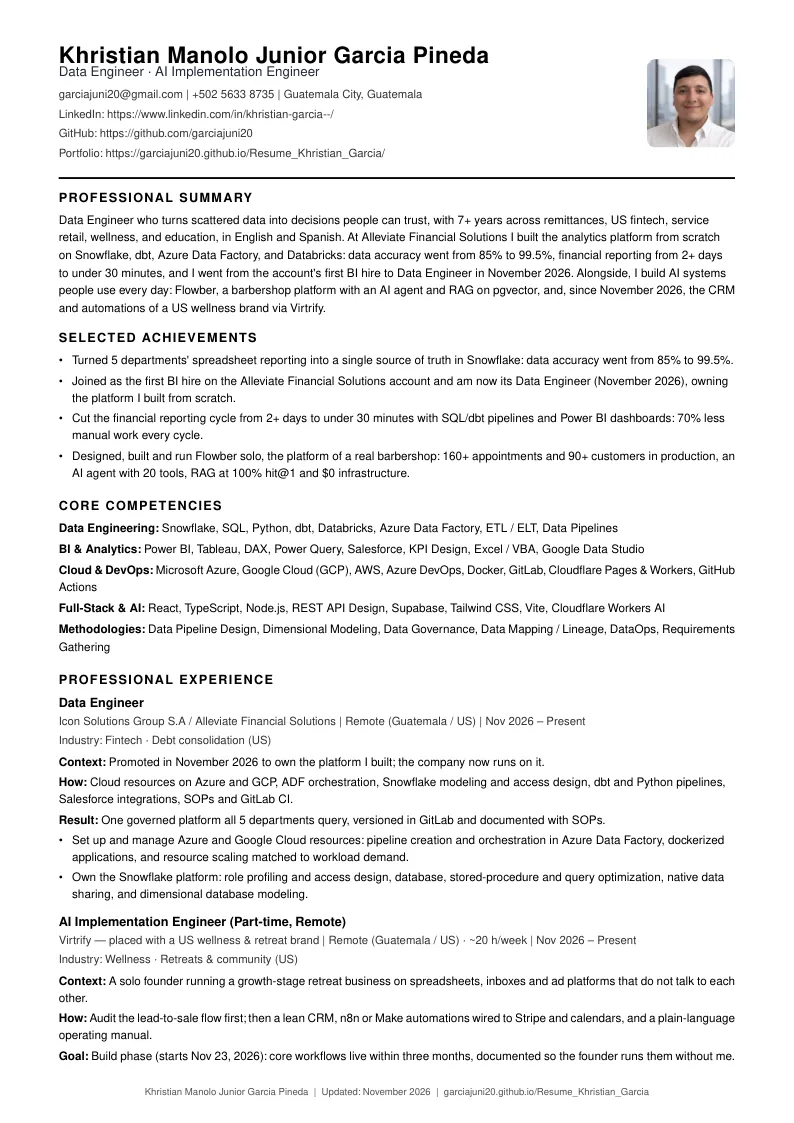 Khristian Manolo Junior Garcia Pineda
Data Engineer · AI Implementation Engineer
garciajuni20@gmail.com | +502 5633 8735 | Guatemala City, Guatemala
LinkedIn: https://www.linkedin.com/in/khristian-garcia--/
GitHub: https://github.com/garciajuni20
Portfolio: https://garciajuni20.github.io/Resume_Khristian_Garcia/
PROFESSIONAL SUMMARY
Data Engineer who turns scattered data into decisions people can trust, with 7+ years across remittances, US fintech, service
retail, wellness, and education, in English and Spanish. At Alleviate Financial Solutions I built the analytics platform from scratch
on Snowflake, dbt, Azure Data Factory, and Databricks: data accuracy went from 85% to 99.5%, financial reporting from 2+ days
to under 30 minutes, and I went from the account's first BI hire to Data Engineer in November 2026. Alongside, I build AI systems
people use every day: Flowber, a barbershop platform with an AI agent and RAG on pgvector, and, since November 2026, the CRM
and automations of a US wellness brand via Virtrify.
SELECTED ACHIEVEMENTS
• Turned 5 departments' spreadsheet reporting into a single source of truth in Snowflake: data accuracy went from 85% to 99.5%.
• Joined as the first BI hire on the Alleviate Financial Solutions account and am now its Data Engineer (November 2026), owning
the platform I built from scratch.
• Cut the financial reporting cycle from 2+ days to under 30 minutes with SQL/dbt pipelines and Power BI dashboards: 70% less
manual work every cycle.
• Designed, built and run Flowber solo, the platform of a real barbershop: 160+ appointments and 90+ customers in production, an
AI agent with 20 tools, RAG at 100% hit@1 and $0 infrastructure.
CORE COMPETENCIES
Data Engineering: Snowflake, SQL, Python, dbt, Databricks, Azure Data Factory, ETL / ELT, Data Pipelines
BI & Analytics: Power BI, Tableau, DAX, Power Query, Salesforce, KPI Design, Excel / VBA, Google Data Studio
Cloud & DevOps: Microsoft Azure, Google Cloud (GCP), AWS, Azure DevOps, Docker, GitLab, Cloudflare Pages & Workers, GitHub
Actions
Full-Stack & AI: React, TypeScript, Node.js, REST API Design, Supabase, Tailwind CSS, Vite, Cloudflare Workers AI
Methodologies: Data Pipeline Design, Dimensional Modeling, Data Governance, Data Mapping / Lineage, DataOps, Requirements
Gathering
PROFESSIONAL EXPERIENCE
Data Engineer
Icon Solutions Group S.A / Alleviate Financial Solutions | Remote (Guatemala / US) | Nov 2026 – Present
Industry: Fintech · Debt consolidation (US)
Context: Promoted in November 2026 to own the platform I built; the company now runs on it.
How: Cloud resources on Azure and GCP, ADF orchestration, Snowflake modeling and access design, dbt and Python pipelines,
Salesforce integrations, SOPs and GitLab CI.
Result: One governed platform all 5 departments query, versioned in GitLab and documented with SOPs.
• Set up and manage Azure and Google Cloud resources: pipeline creation and orchestration in Azure Data Factory, dockerized
applications, and resource scaling matched to workload demand.
• Own the Snowflake platform: role profiling and access design, database, stored-procedure and query optimization, native data
sharing, and dimensional database modeling.
AI Implementation Engineer (Part-time, Remote)
Virtrify — placed with a US wellness & retreat brand | Remote (Guatemala / US) · ~20 h/week | Nov 2026 – Present
Industry: Wellness · Retreats & community (US)
Context: A solo founder running a growth-stage retreat business on spreadsheets, inboxes and ad platforms that do not talk to each
other.
How: Audit the lead-to-sale flow first; then a lean CRM, n8n or Make automations wired to Stripe and calendars, and a plain-language
operating manual.
Goal: Build phase (starts Nov 23, 2026): core workflows live within three months, documented so the founder runs them without me.
Khristian Manolo Junior Garcia Pineda | Updated: November 2026 | garciajuni20.github.io/Resume_Khristian_Garcia